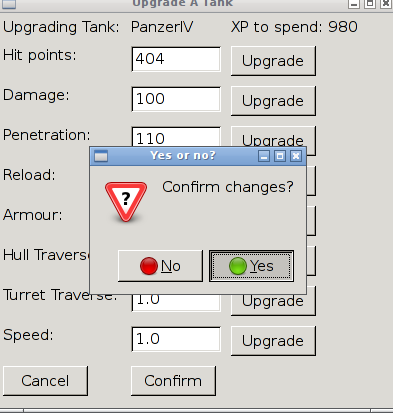 Upgrade A Tank
Upgrading Tank: PanzerIV XP to spend: 980
Hit points: 404 Upgrade
Damage: 100 Upgrade
Penetration: 110 Upgrade
Yes or no?
Confirm changes?
No Yes
Reload:
Armour:
Hull Traverse
Turret Traverse: 1.0 Upgrade
Speed: 1.0 Upgrade
Cancel Confirm